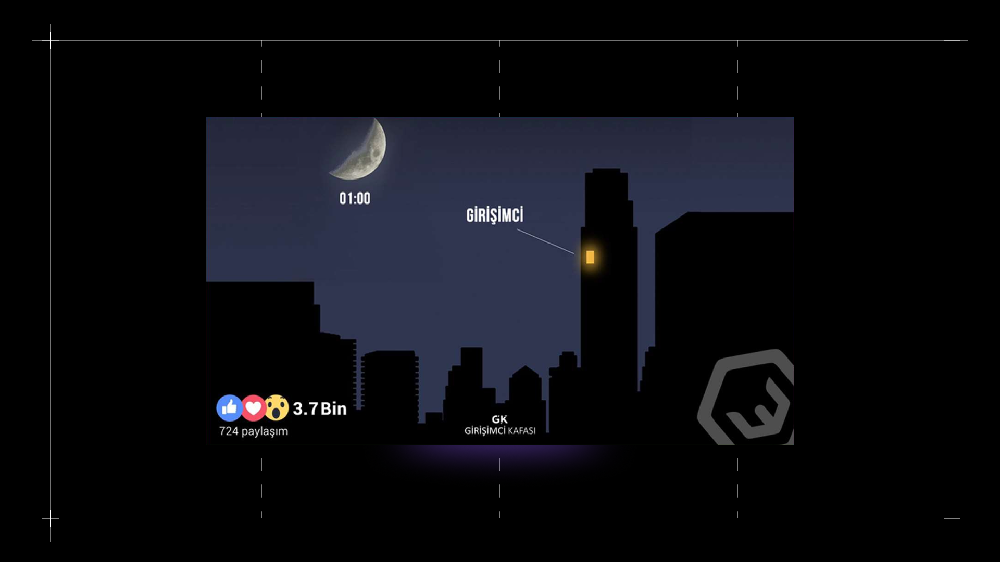 01:00
GİRİŞİMCİ
3.7Bin
724 paylaşım
GK
GİRİŞİMCİ KAFASI